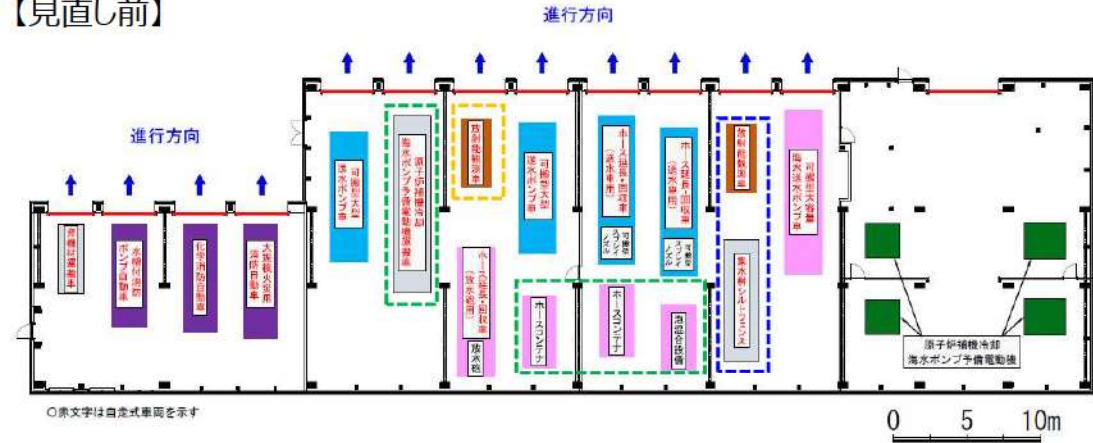 【見直し前】
進行方向
進行方向
資機材運搬車
水槽付消防
ポンプ自動車
化学消防自動車
大規模火災用
消防自動車
可搬型大型
送水ポンプ車
原子炉補機冷却
海水ポンプ予備電動機運搬車
放射能観測車
ホース延長・回収車
(放水砲用)
放水砲
可搬型大型
送水ポンプ車
ホースコンテナ
ホース延長・回収車
(送水車用)
可搬型
スプレイ
ノズル
ホースコンテナ
ホース延長・回収車
(送水車用)
可搬型
スプレイ
ノズル
泡混合設備
放射能観測車
集水桝シルトフェンス
可搬型大容量
海水送水ポンプ車
原子炉補機冷却
海水ポンプ予備電動機
○赤文字は自走式車両を示す
0 5 10m